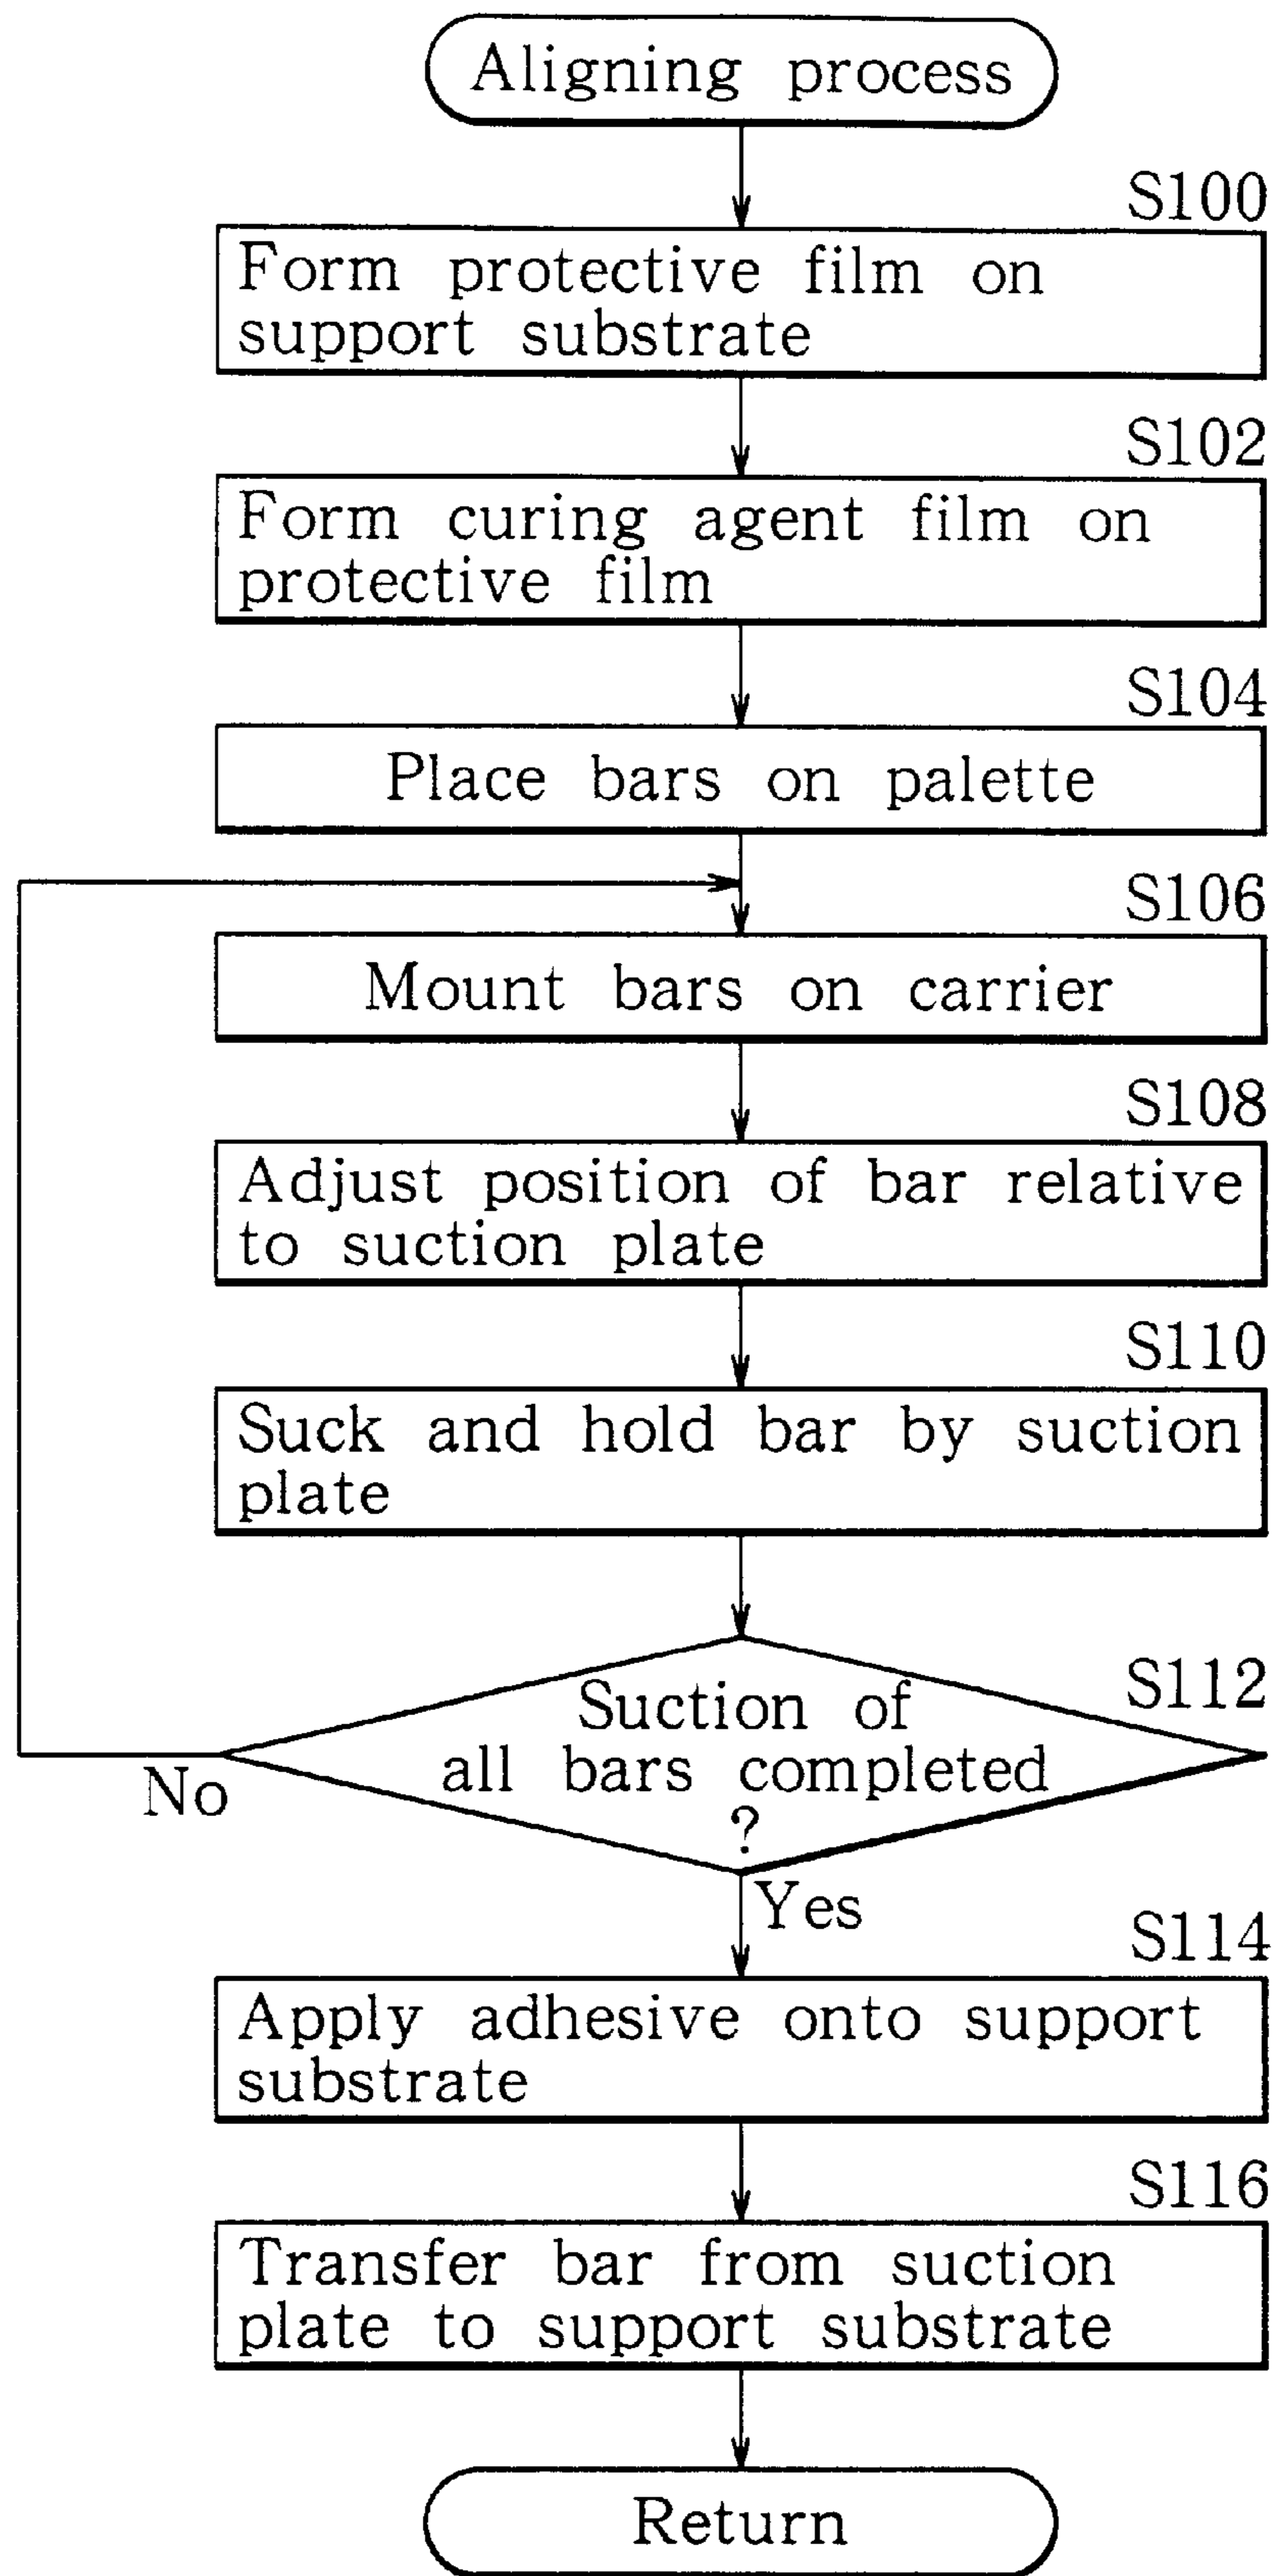 Aligning process
S100
Form protective film on
support substrate
S102
Form curing agent film on
protective film
S104
Place bars on palette
S106
Mount bars on carrier
S108
Adjust position of bar relative
to suction plate
S110
Suck and hold bar by suction
plate
S112
Suction of
all bars completed
?
No
Yes
S114
Apply adhesive onto support
substrate
S116
Transfer bar from suction
plate to support substrate
Return